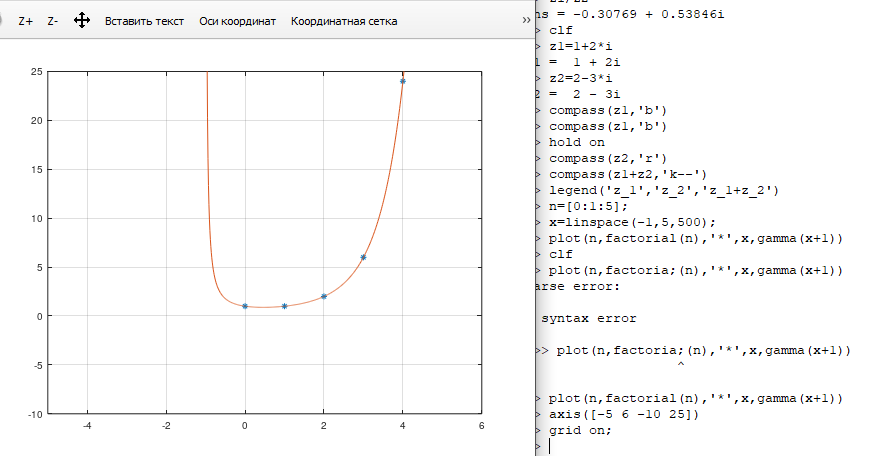 Z+ Z- Вставить текст Оси координат Координатная сетка »
25
20
15
10
5
0
-5
-10
-4 -2 0 2 4 6
ns = -0.30769 + 0.53846i
> clf
> z1=1+2*i
1 =  1 + 2i
> z2=2-3*i
2 =  2 - 3i
> compass(z1,'b')
> compass(z1,'b')
> hold on
> compass(z2,'r')
> compass(z1+z2,'k--')
> legend('z_1','z_2','z_1+z_2')
> n=[0:1:5];
> x=linspace(-1,5,500);
> plot(n,factorial(n),'*',x,gamma(x+1))
> clf
> plot(n,factoria;(n),'*',x,gamma(x+1))
arse error:
syntax error
>> plot(n,factoria;(n),'*',x,gamma(x+1))
^
> plot(n,factorial(n),'*',x,gamma(x+1))
> axis([-5 6 -10 25])
> grid on;
>